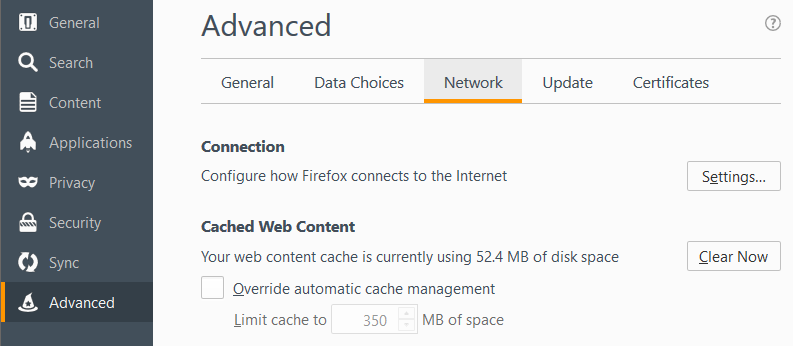 General
Search
Content
Applications
Privacy
Security
Sync
Advanced
Advanced
?
General Data Choices Network Update Certificates
Connection
Configure how Firefox connects to the Internet Settings...
Cached Web Content
Your web content cache is currently using 52.4 MB of disk space Clear Now
Override automatic cache management
Limit cache to 350 MB of space